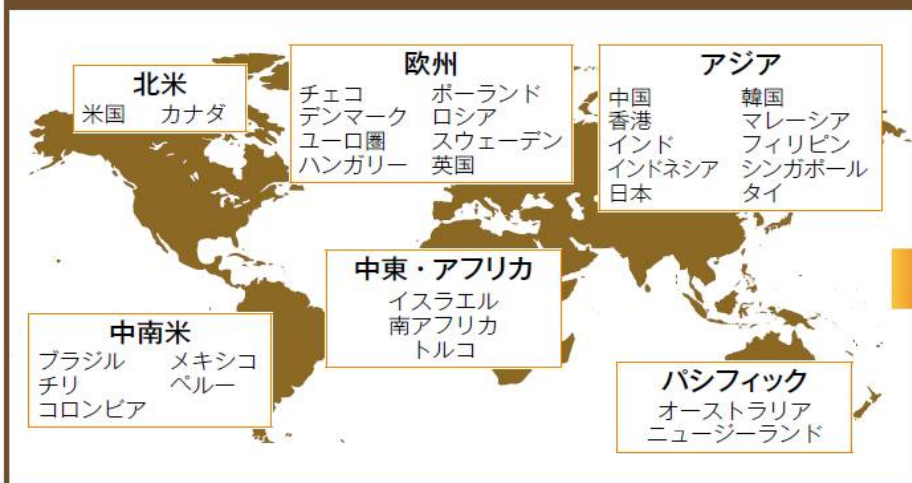 北米
米国 カナダ
欧州
チェコ ポーランド
デンマーク ロシア
ユーロ圏 スウェーデン
ハンガリー 英国
アジア
中国 韓国
香港 マレーシア
インド フィリピン
インドネシア シンガポール
日本 タイ
中東・アフリカ
イスラエル
南アフリカ
トルコ
中南米
ブラジル メキシコ
チリ ペルー
コロンビア
パシフィック
オーストラリア
ニュージーランド